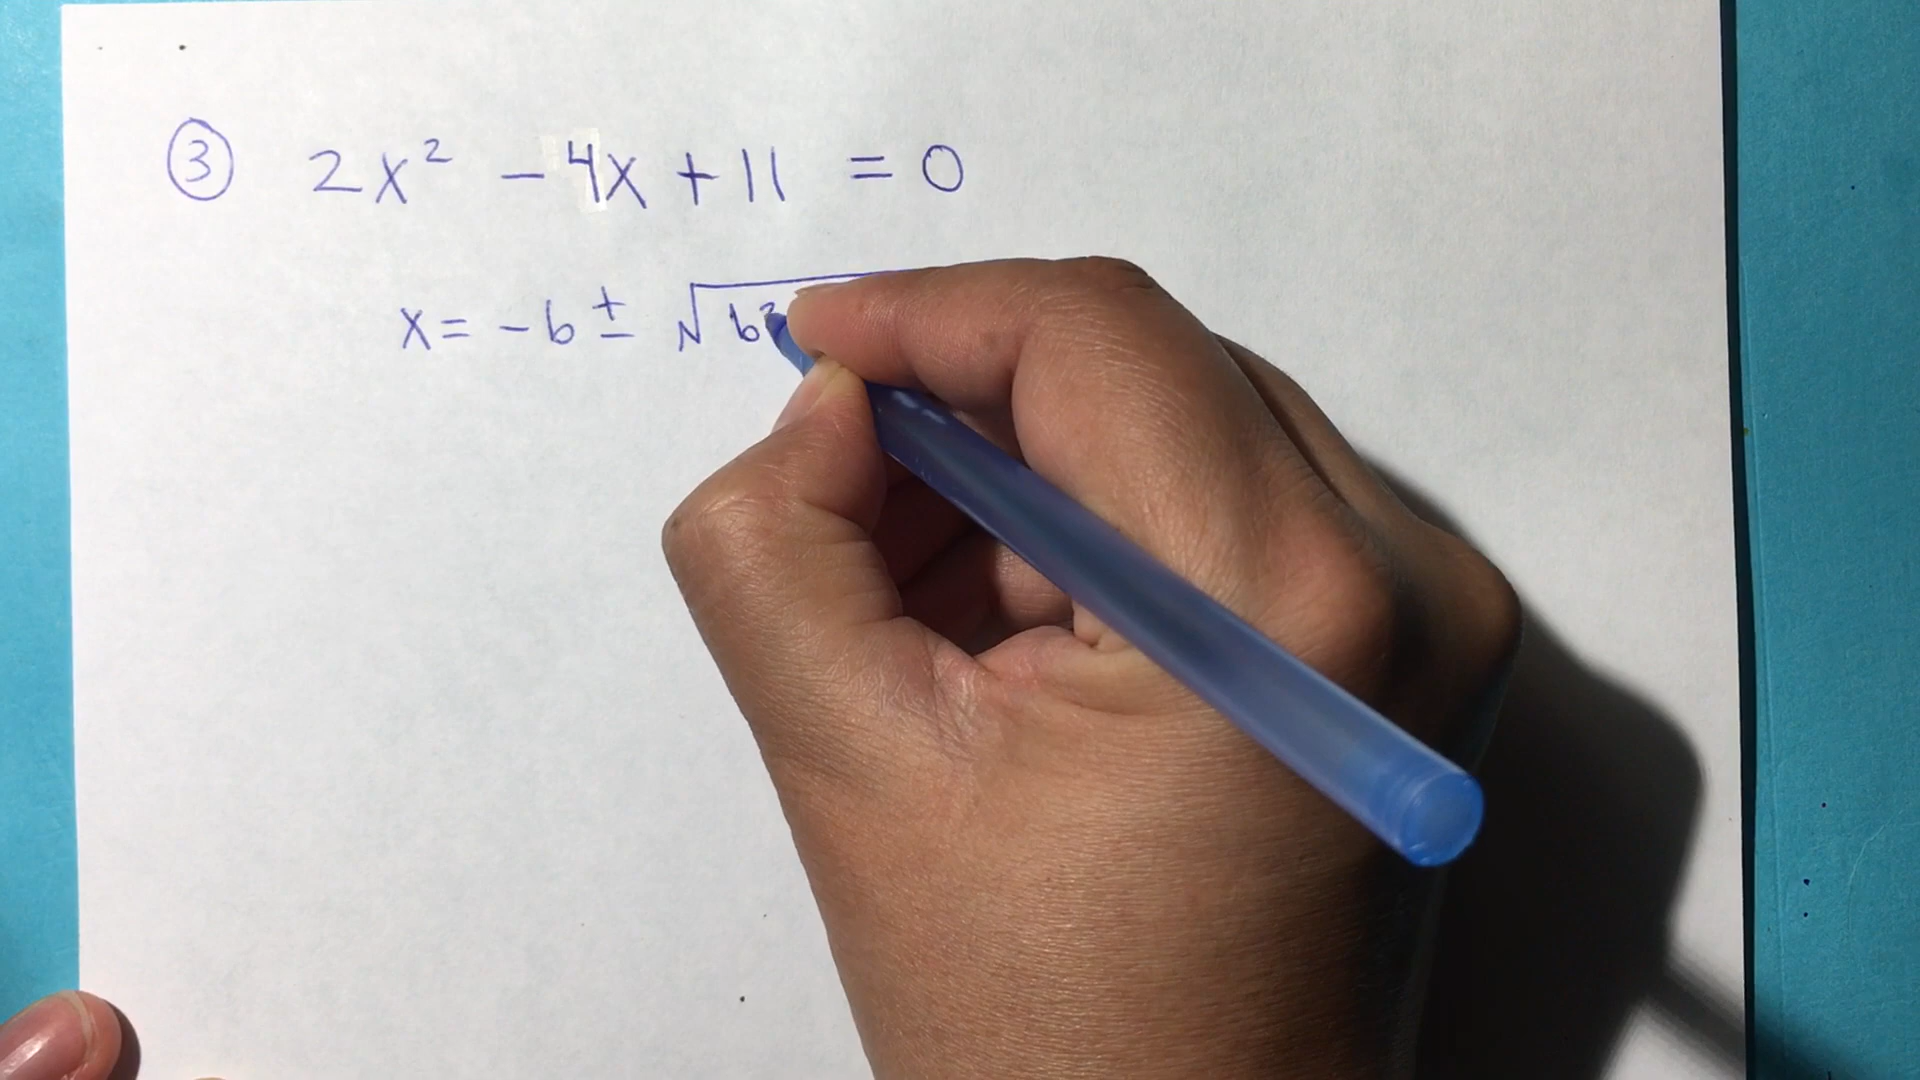 ③ 2x² - 4x + 11 = 0
x = -b ± √b²